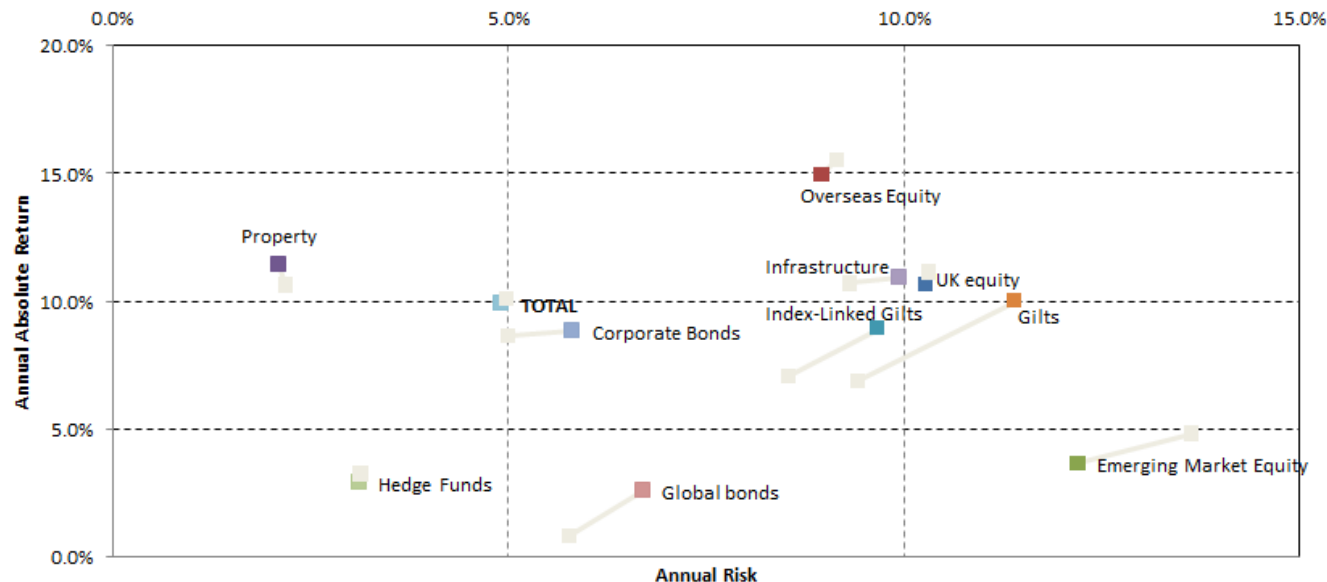 0.0%
5.0%
10.0%
15.0%
20.0%
15.0%
10.0%
5.0%
0.0%
Annual Absolute Return
Overseas Equity
Property
Infrastructure
UK equity
TOTAL
Index-Linked Gilts
Gilts
Corporate Bonds
Emerging Market Equity
Hedge Funds
Global bonds
Annual Risk